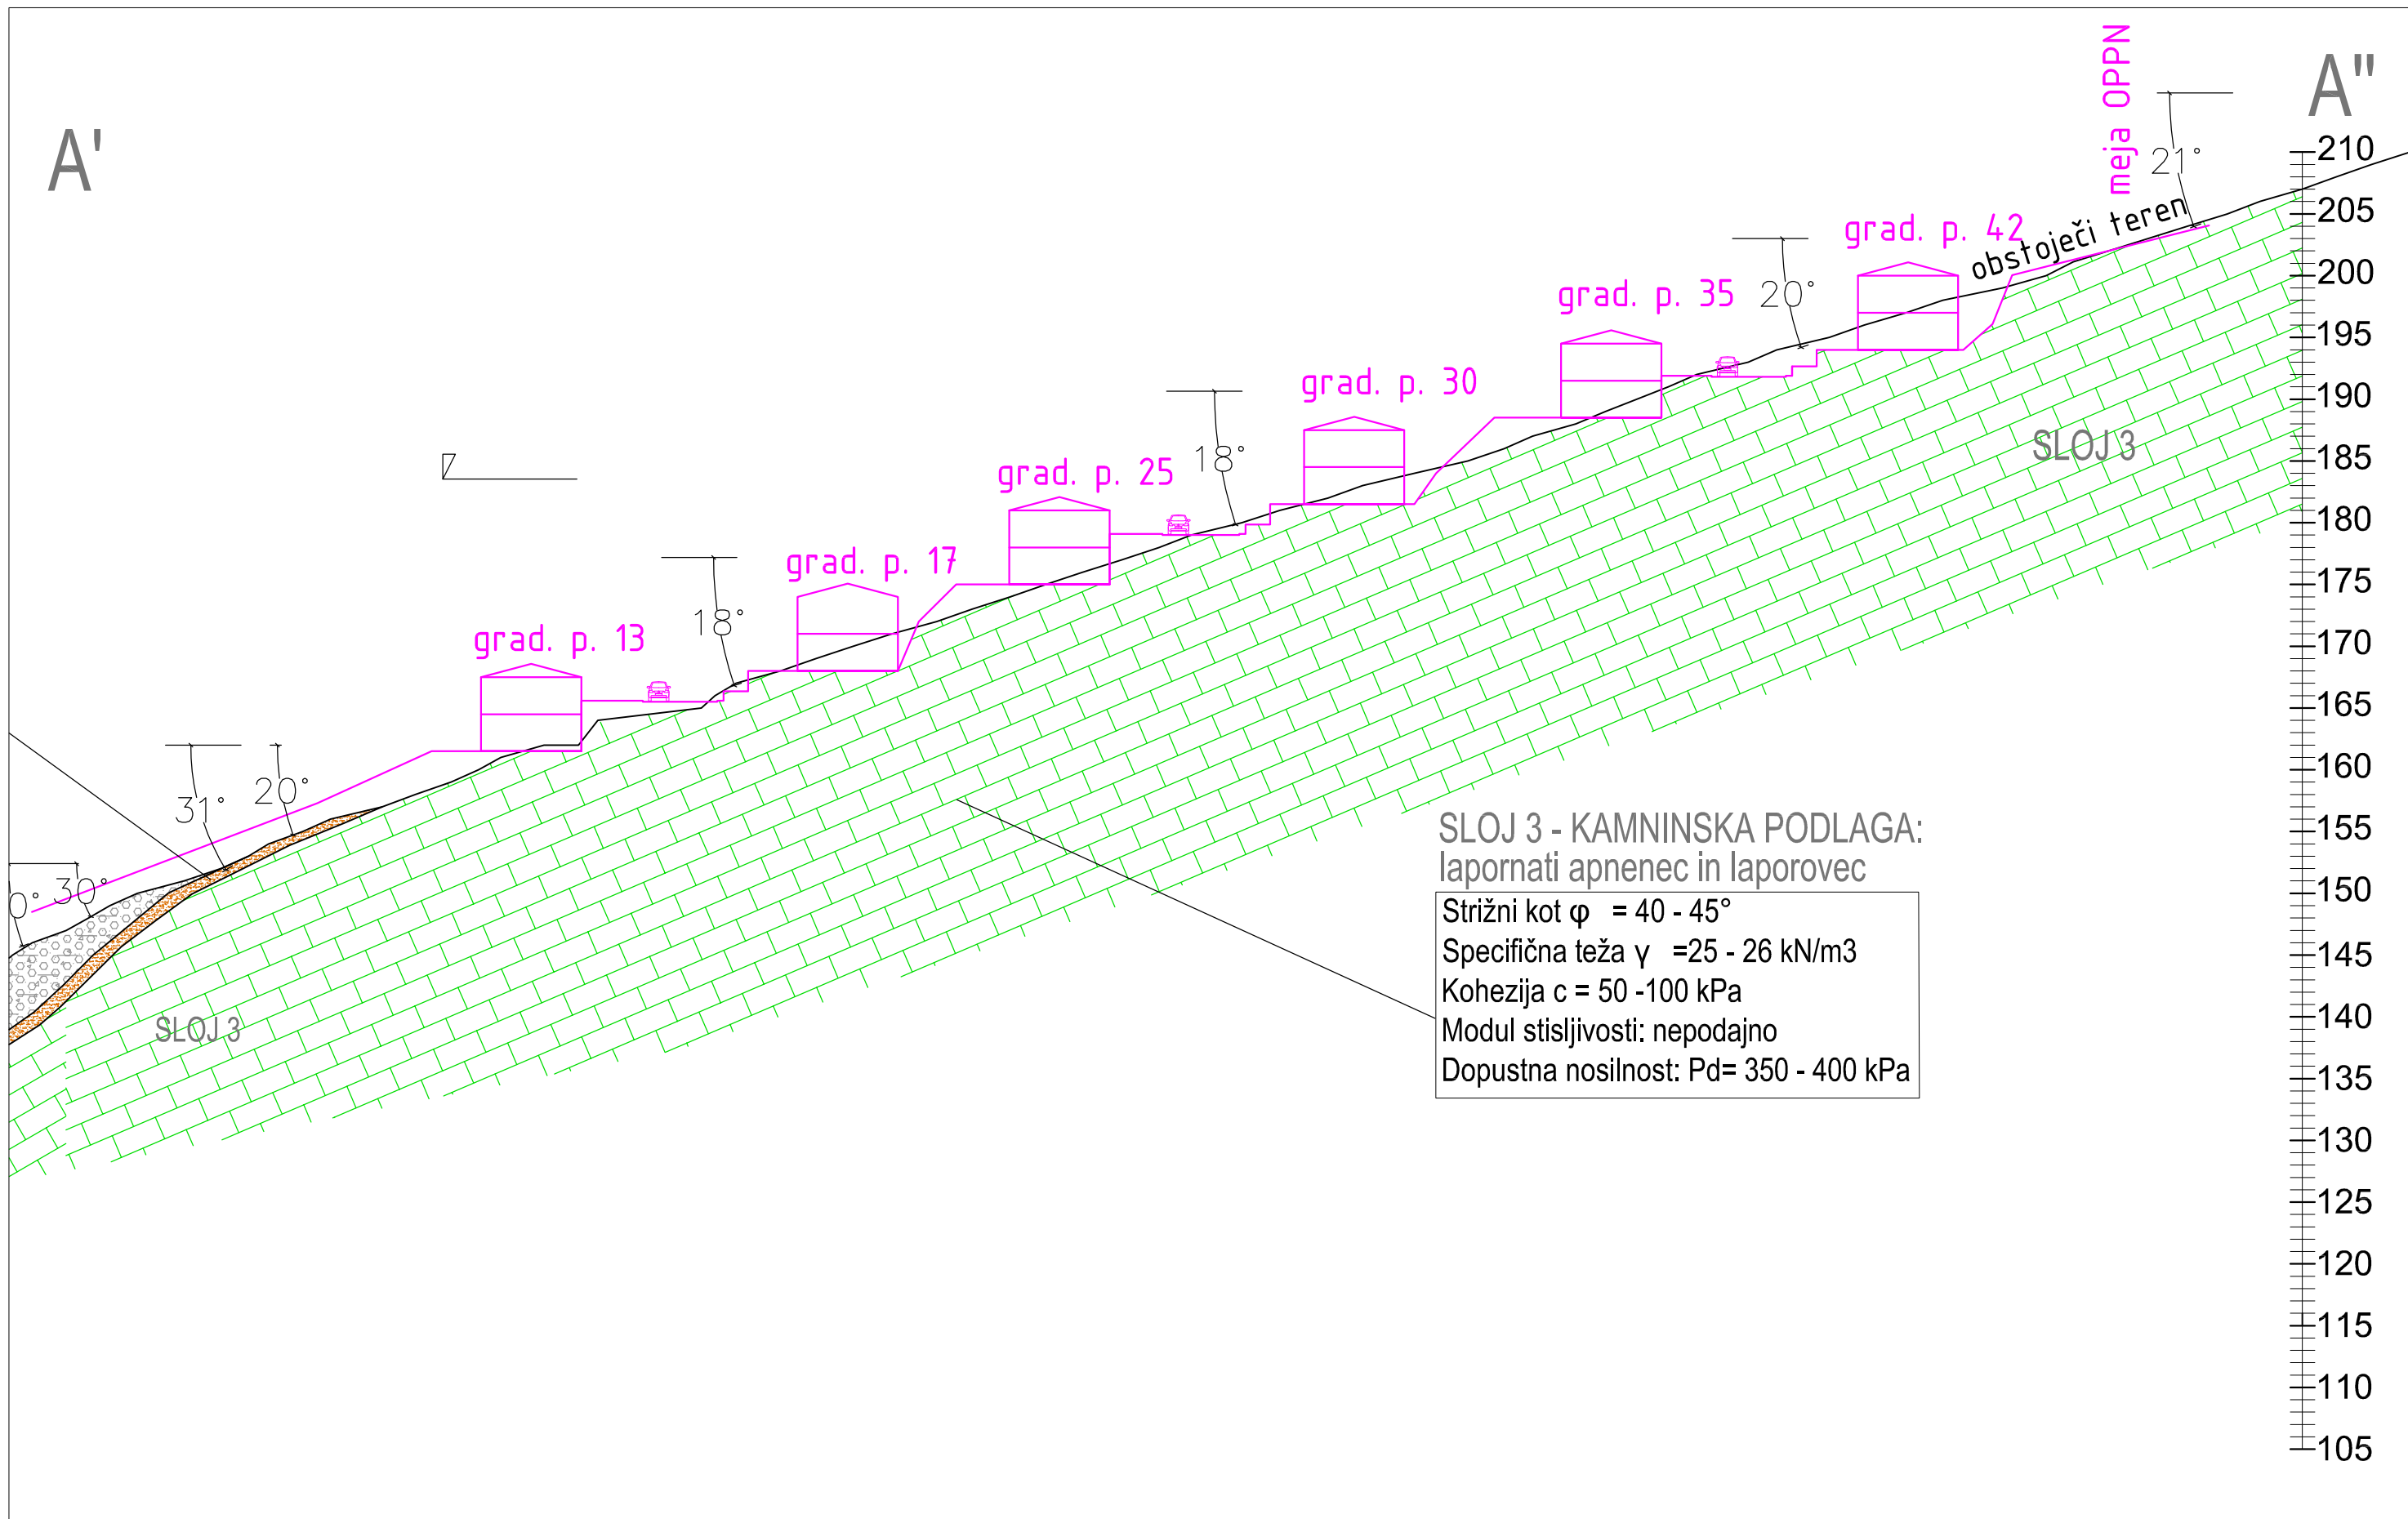 A'
A"
meja OPPN
21°
210
obstoječi teren
205
grad. p. 42
200
20°
grad. p. 35
195
grad. p. 30
190
18°
grad. p. 25
SLOJ 3
185
180
grad. p. 17
175
18°
grad. p. 13
170
165
160
20°
31°
155
SLOJ 3 - KAMNINSKA PODLAGA:
lapornati apnenec in laporovec
150
0° 30°
Strižni kot φ = 40 - 45°
Specifična teža γ =25 - 26 kN/m3
Kohezija c = 50 -100 kPa
Modul stisljivosti: nepodajno
Dopustna nosilnost: Pd= 350 - 400 kPa
145
140
SLOJ 3
135
130
125
120
115
110
105